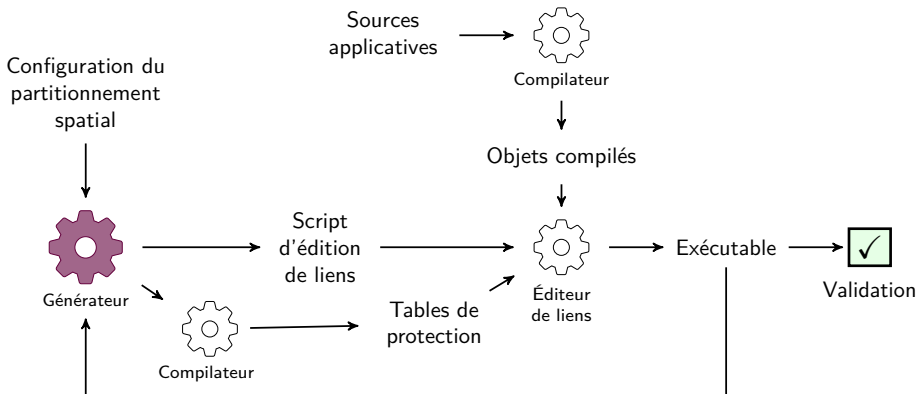 Sources
applicatives
Compilateur
Configuration du
partitionnement
spatial
Objets compilés
Générateur
Script
d'édition
de liens
Éditeur
de liens
Exécutable
✓
Validation
Compilateur
Tables de
protection